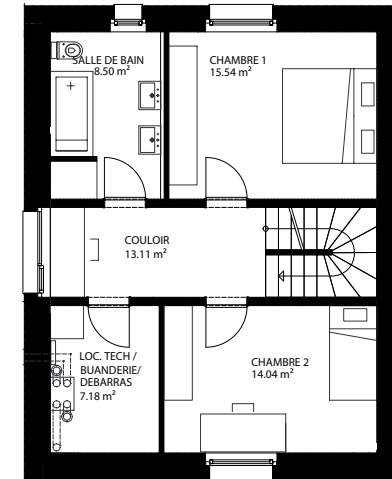 SALLE DE BAIN
8.50 m²
CHAMBRE 1
15.54 m²
COULOIR
13.11 m²
LOC. TECH /
BUANDERIE/
DEBARRAS
7.18 m²
CHAMBRE 2
14.04 m²